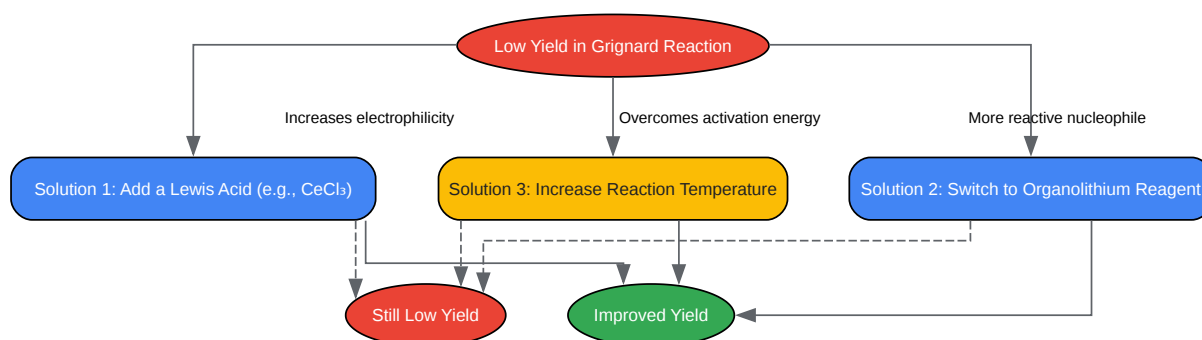 Low Yield in Grignard Reaction
Increases electrophilicity
Overcomes activation energy
More reactive nucleophile
Solution 1: Add a Lewis Acid (e.g., CeCl₃)
Solution 3: Increase Reaction Temperature
Solution 2: Switch to Organolithium Reagent
Still Low Yield
Improved Yield